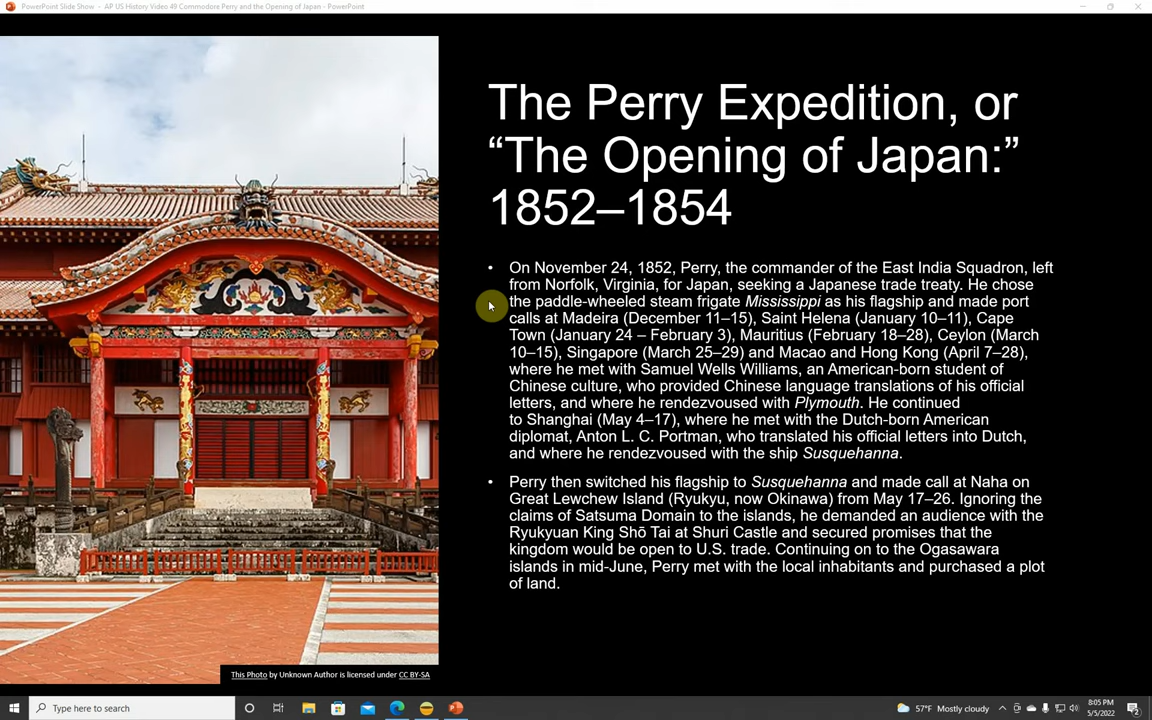 PowerPoint Slide Show - AP US History Video 49 Commodore Perry and the Opening of Japan - PowerPoint
The Perry Expedition, or
“The Opening of Japan:”
1852–1854
• On November 24, 1852, Perry, the commander of the East India Squadron, left
from Norfolk, Virginia, for Japan, seeking a Japanese trade treaty. He chose
the paddle-wheeled steam frigate Mississippi as his flagship and made port
calls at Madeira (December 11–15), Saint Helena (January 10–11), Cape
Town (January 24 – February 3), Mauritius (February 18–28), Ceylon (March
10–15), Singapore (March 25–29) and Macao and Hong Kong (April 7–28),
where he met with Samuel Wells Williams, an American-born student of
Chinese culture, who provided Chinese language translations of his official
letters, and where he rendezvoused with Plymouth. He continued
to Shanghai (May 4–17), where he met with the Dutch-born American
diplomat, Anton L. C. Portman, who translated his official letters into Dutch,
and where he rendezvoused with the ship Susquehanna.
• Perry then switched his flagship to Susquehanna and made call at Naha on
Great Lewchew Island (Ryukyu, now Okinawa) from May 17–26. Ignoring the
claims of Satsuma Domain to the islands, he demanded an audience with the
Ryukyuan King Shō Tai at Shuri Castle and secured promises that the
kingdom would be open to U.S. trade. Continuing on to the Ogasawara
islands in mid-June, Perry met with the local inhabitants and purchased a plot
of land.
This Photo by Unknown Author is licensed under CC BY-SA
Type here to search
57°F Mostly cloudy
8:05 PM
5/5/2022
2